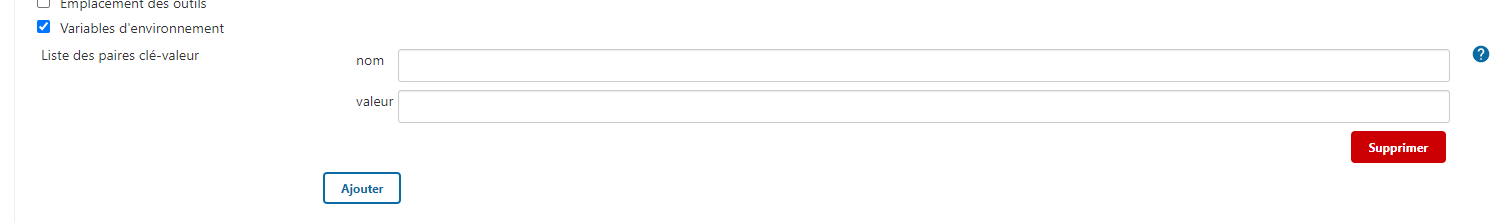 Emplacement des outils
Variables d'environnement
Liste des paires clé-valeur
nom
?
valeur
Supprimer
Ajouter